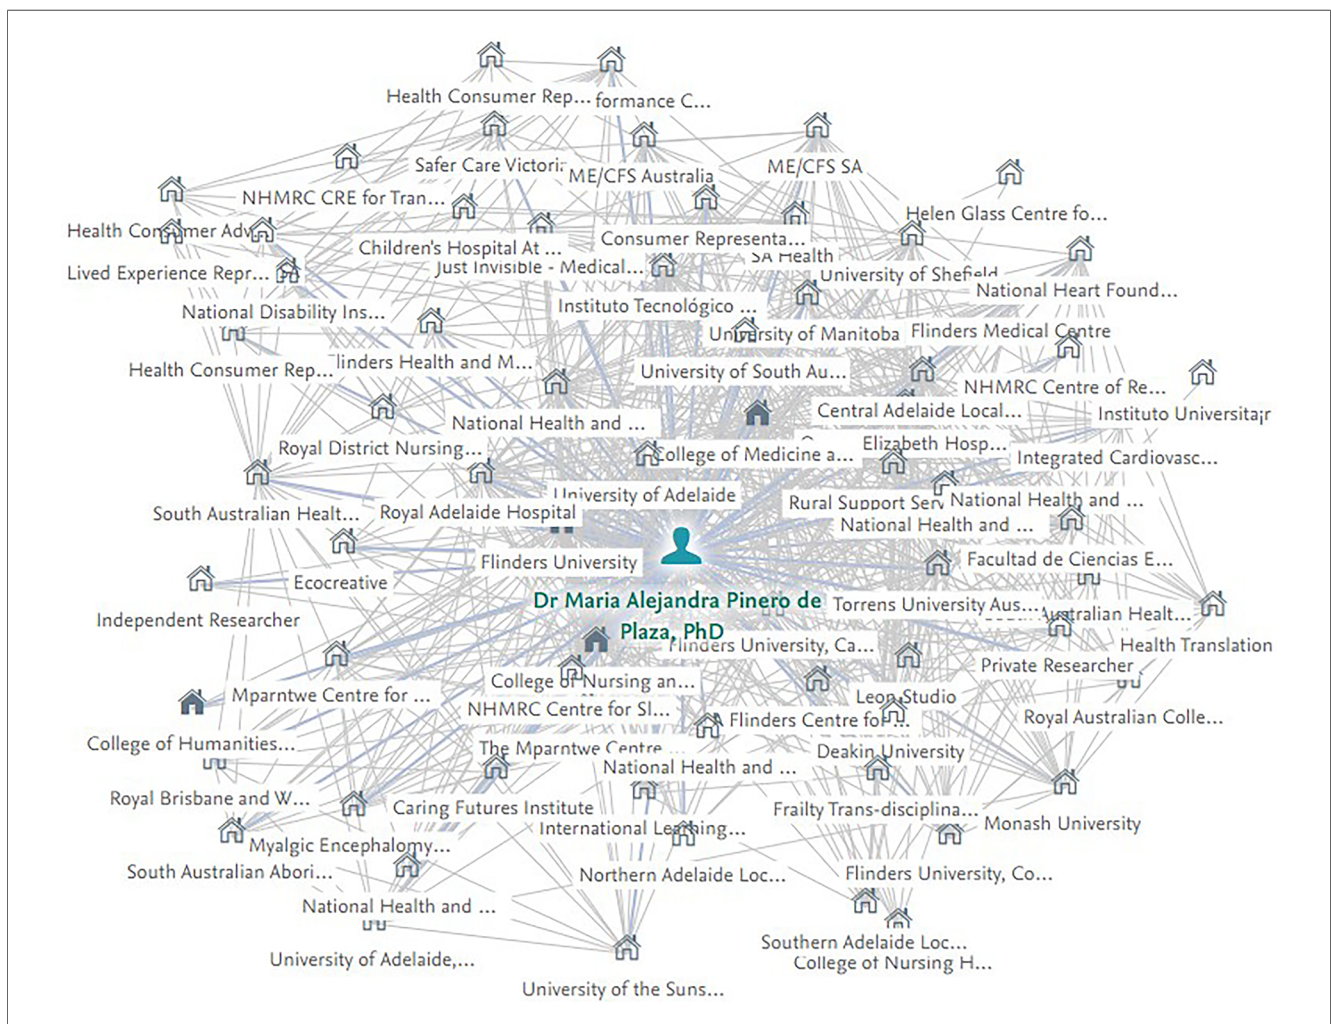 Health Consumer Rep...
formance C...
Safer Care Victori
ME/CFS Australia
ME/CFS SA
NHMRC CRE for Tran...
Helen Glass Centre fo...
Health Consumer Adv
Children's Hospital At ...
Consumer Representa...
SA Health
Lived Experience Repr...
Just Invisible - Medical...
University of Shefield
National Heart Found...
National Disability Ins...
Instituto Tecnológico ...
University of Manitoba
Flinders Medical Centre
Health Consumer Rep...
linders Health and M...
University of South Au...
NHMRC Centre of Re...
National Health and ...
Central Adelaide Local...
Instituto Universita¡r
Royal District Nursing...
College of Medicine a...
Elizabeth Hosp...
Integrated Cardiovasc...
University of Adelaide
Rural Support Serv
National Health and ...
South Australian Healt...
Royal Adelaide Hospital
National Health and ...
Flinders University
Facultad de Ciencias E...
Ecocreative
Dr Maria Alejandra Pinero de
Plaza, PhD
Torrens University Aus...
Australian Healt...
Independent Researcher
Flinders University, Ca...
Health Translation
Private Researcher
College of Nursing an...
Mparntwe Centre for ...
Leon Studio
NHMRC Centre for SI...
Flinders Centre for ...
Royal Australian Colle...
College of Humanities...
The Mparntwe Centre ...
Deakin University
National Health and ...
Royal Brisbane and W...
Caring Futures Institute
Frailty Trans-disciplina...
Monash University
International Learning...
Myalgic Encephalomy...
South Australian Abori...
Northern Adelaide Loc...
Flinders University, Co...
National Health and ...
Southern Adelaide Loc...
University of Adelaide,...
College of Nursing H...
University of the Suns...